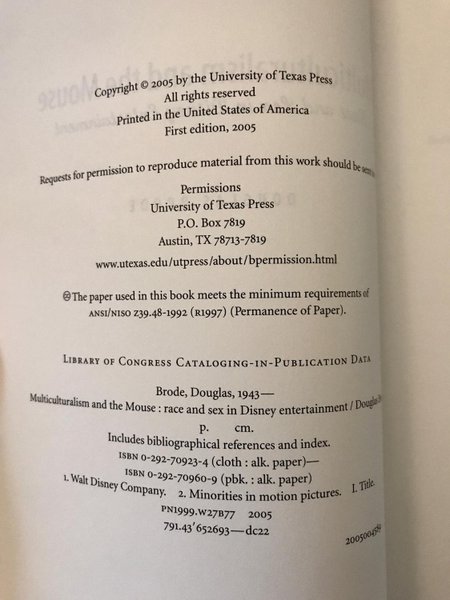 Copyright © 2005 by the University of Texas Press
All rights reserved
Printed in the United States of America
First edition, 2005
Requests for permission to reproduce material from this work should be sent
Permissions
University of Texas Press
P.O. Box 7819
Austin, TX 78713-7819
www.utexas.edu/utpress/about/bpermission.html
♾ The paper used in this book meets the minimum requirements of
ANSI/NISO Z39.48-1992 (R1997) (Permanence of Paper).
Library of Congress Cataloging-in-Publication Data
Brode, Douglas, 1943—
Multiculturalism and the Mouse : race and sex in Disney entertainment / Douglas
p. cm.
Includes bibliographical references and index.
ISBN 0-292-70923-4 (cloth : alk. paper)—
ISBN 0-292-70960-9 (pbk. : alk. paper)
1. Walt Disney Company. 2. Minorities in motion pictures. I. Title.
PN1999.W27B77 2005
791.43'652693—dc22
2005004584